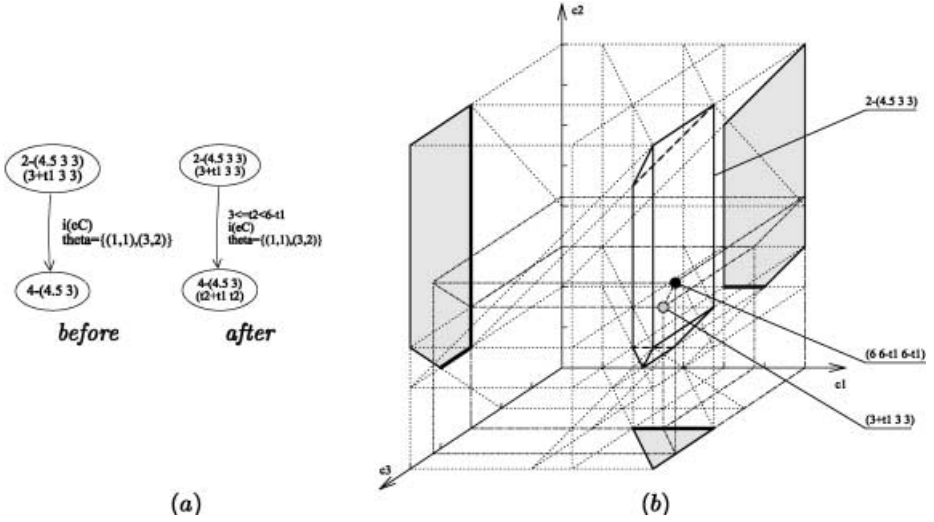 2-(4.5 3 3)
(3+t1 3 3)
i(eC)
theta={(1,1),(3,2)}
4-(4.5 3)
before
2-(4.5 3 3)
(3+t1 3 3)
3<=t2<6-t1
i(eC)
theta={(1,1),(3,2)}
4-(4.5 3)
(t2+t1 t2)
after
(a)
c2
2-(4.5 3 3)
(6 6-t1 6-t1)
c1
(3+t1 3 3)
c3
(b)